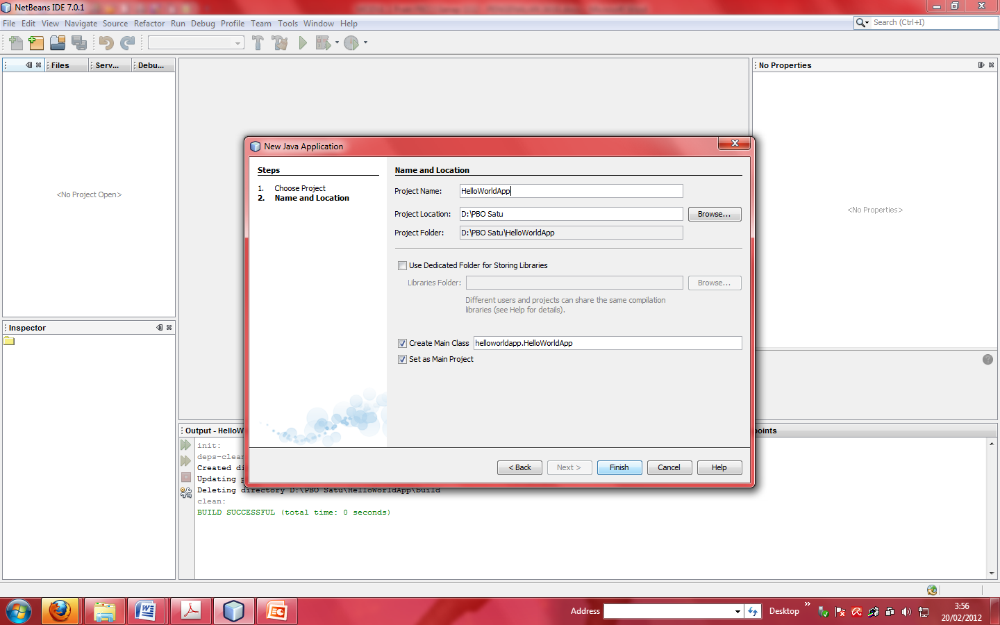 NetBeans IDE 7.0.1
File Edit View Navigate Source Refactor Run Debug Profile Team Tools Window Help
Search (Ctrl+I)
Files Serv... Debu...
No Properties
<No Project Open>
<No Properties>
Inspector
New Java Application
Steps
1. Choose Project
2. Name and Location
Name and Location
Project Name: HelloWorldApp
Project Location: D:\PBO Satu Browse...
Project Folder: D:\PBO Satu\HelloWorldApp
Use Dedicated Folder for Storing Libraries
Libraries Folder: Browse...
Different users and projects can share the same compilation
libraries (see Help for details).
Create Main Class helloworldapp.HelloWorldApp
Set as Main Project
< Back Next > Finish Cancel Help
Output - HelloW
points
init:
deps-clean
Created di
Updating p
Deleting directory D:\PBO Satu\HelloWorldApp\build
clean:
BUILD SUCCESSFUL (total time: 0 seconds)
Address
Desktop
3:56
20/02/2012